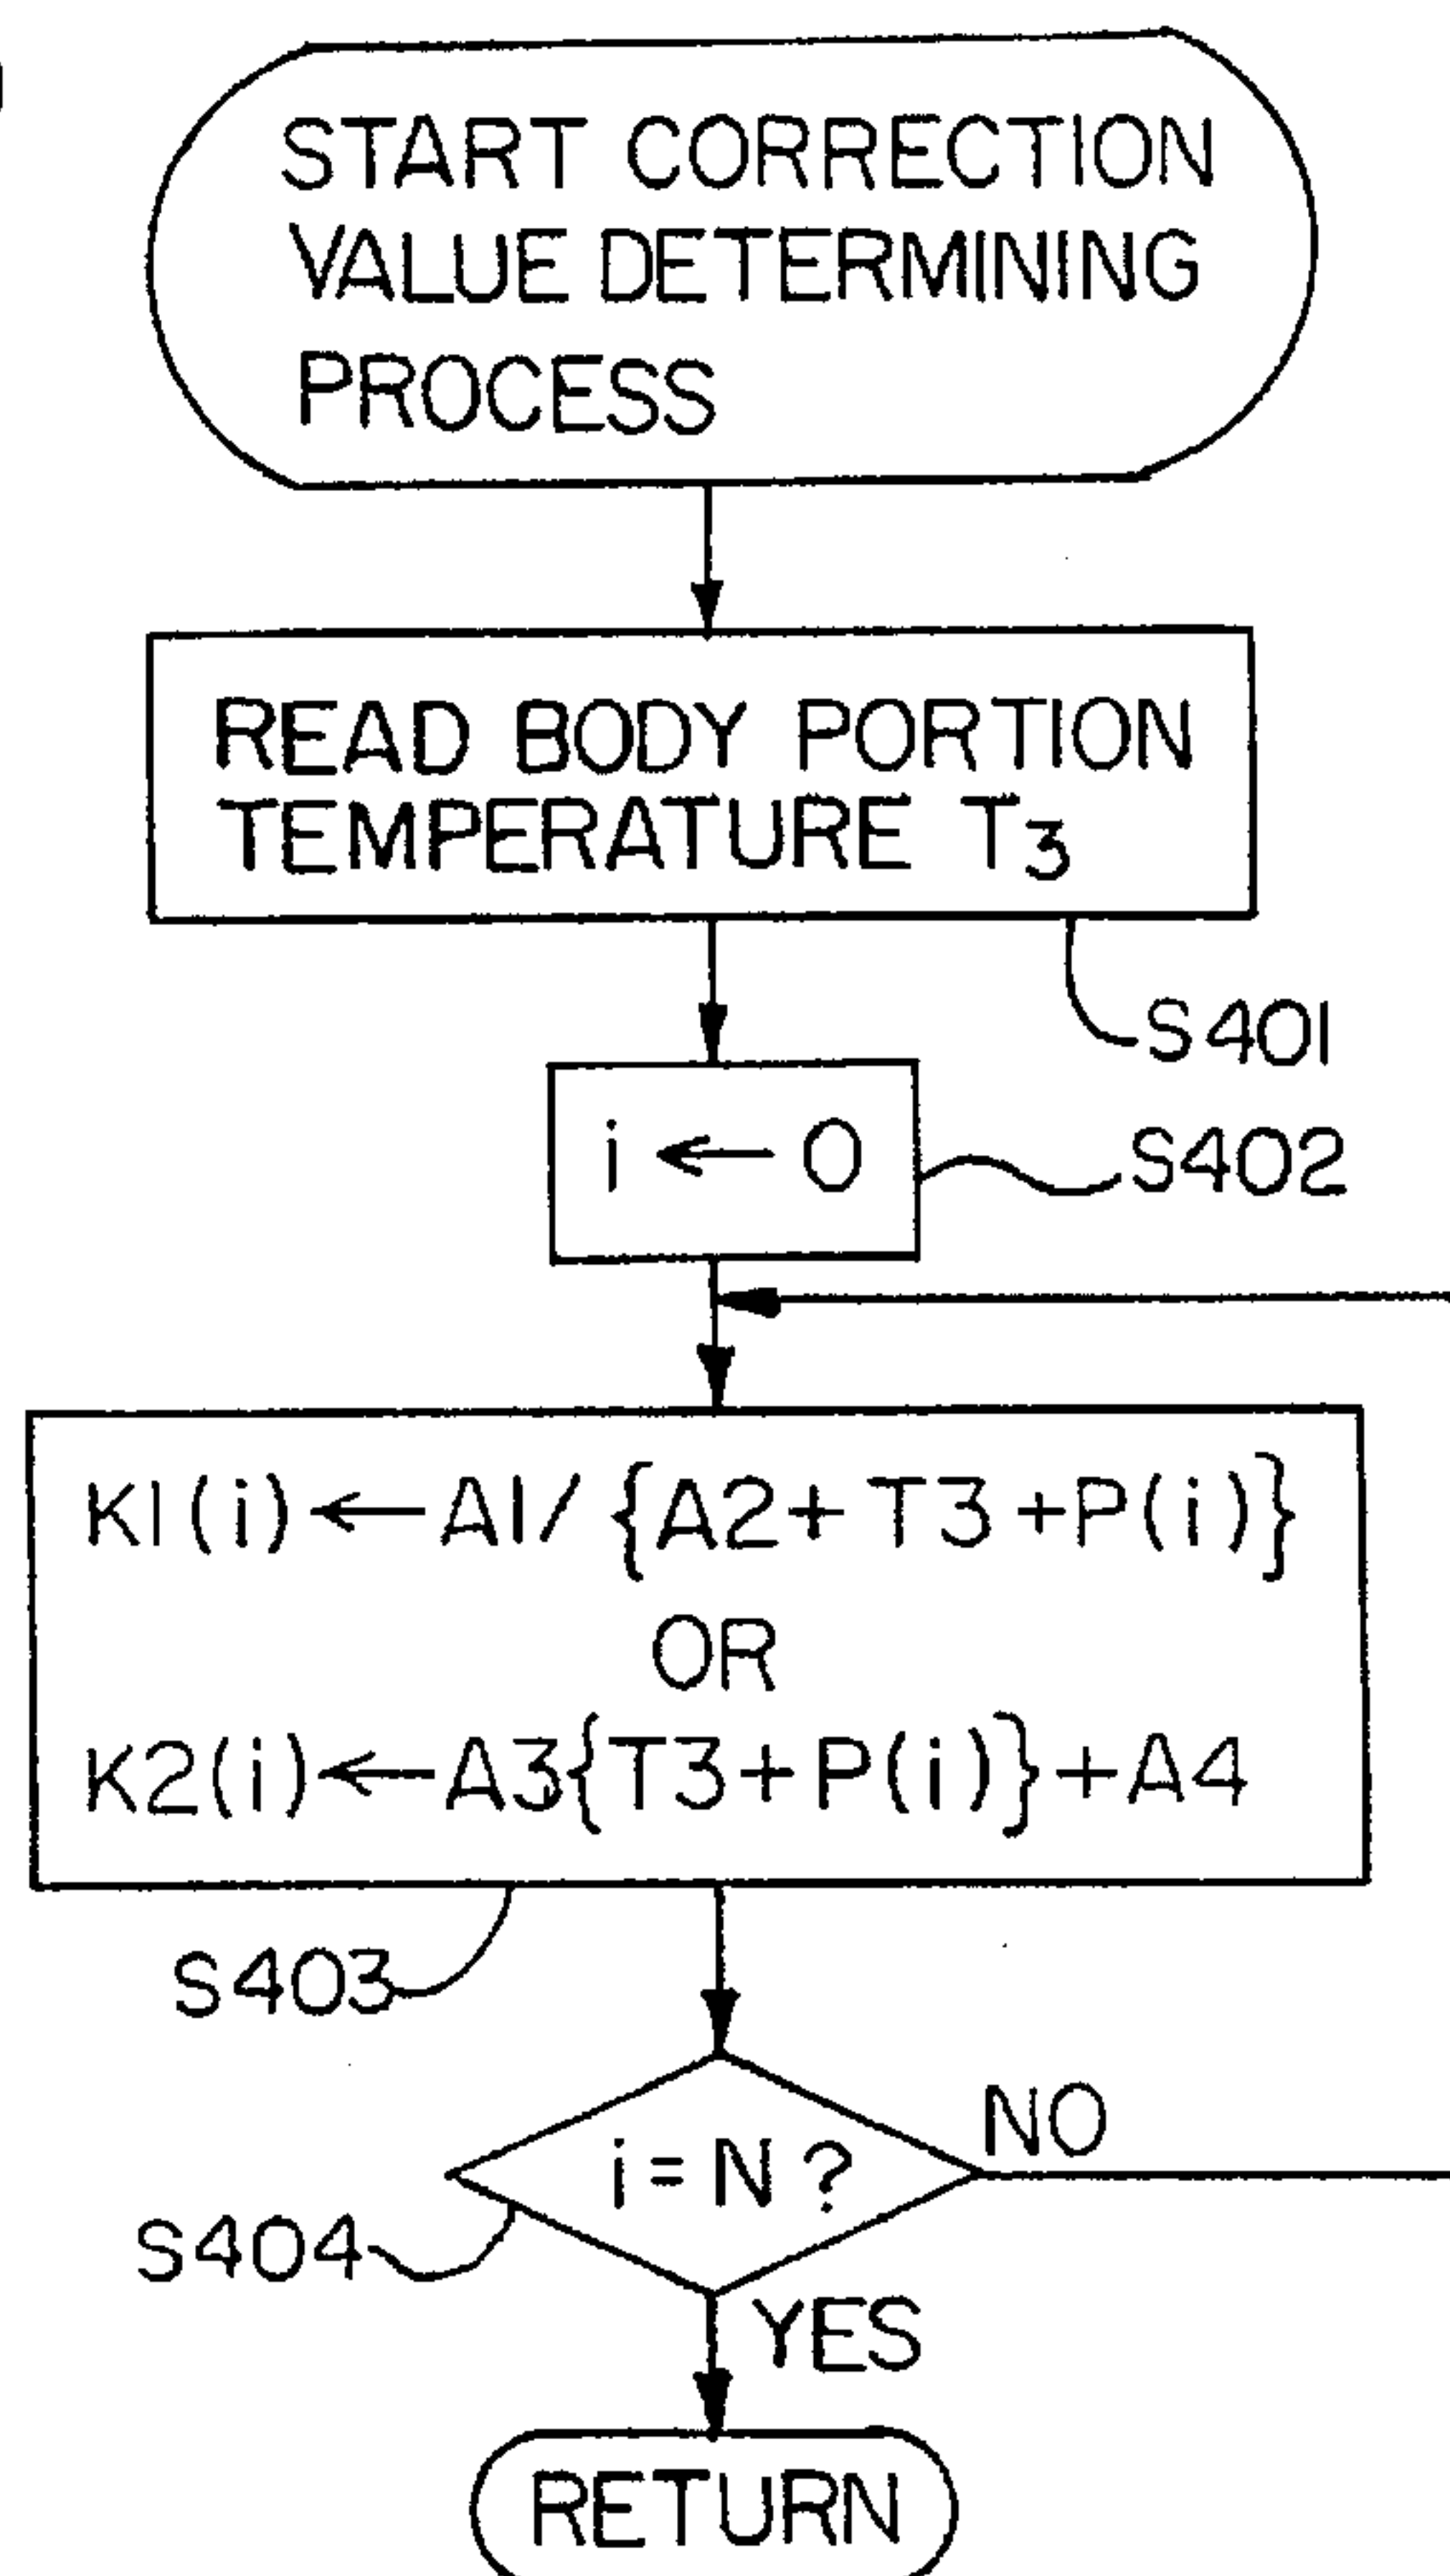 START CORRECTION
VALUE DETERMINING
PROCESS
READ BODY PORTION
TEMPERATURE T3
S401
i ← 0
S402
K1(i) ← A1/{A2+T3+P(i)}
OR
K2(i) ← A3{T3+P(i)}+A4
S403
i=N?
NO
S404
YES
RETURN